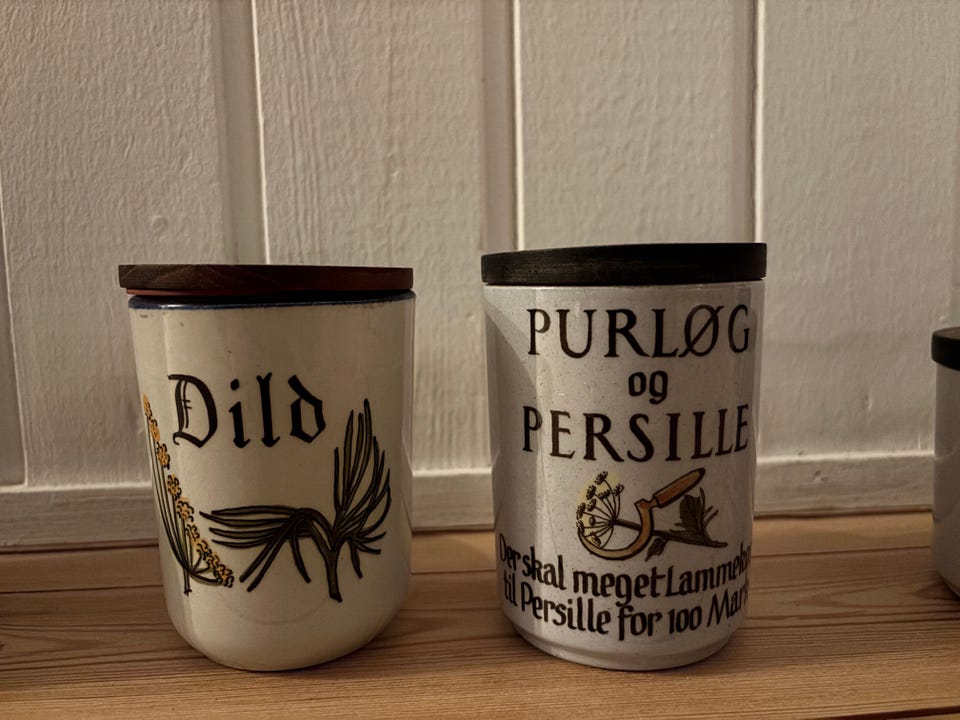 Dild
PURLØG
og
PERSILLE
Der skal meget
til Persille for 100